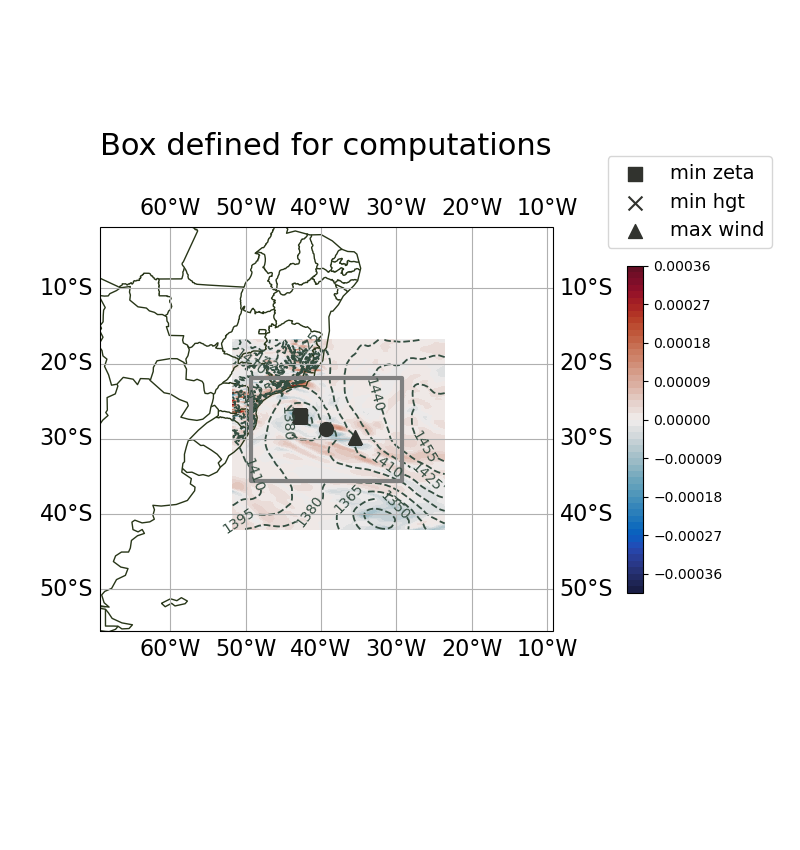 Box defined for computations
min zeta
min hgt
max wind
60°W 50°W 40°W 30°W 20°W 10°W
10°S 10°S
20°S 20°S
30°S 30°S
40°S 40°S
50°S 50°S
60°W 50°W 40°W 30°W 20°W 10°W
1440
1380
1455
1410
1410
1425
1365
1350
1380
1395
0.00036
0.00027
0.00018
0.00009
0.00000
−0.00009
−0.00018
−0.00027
−0.00036